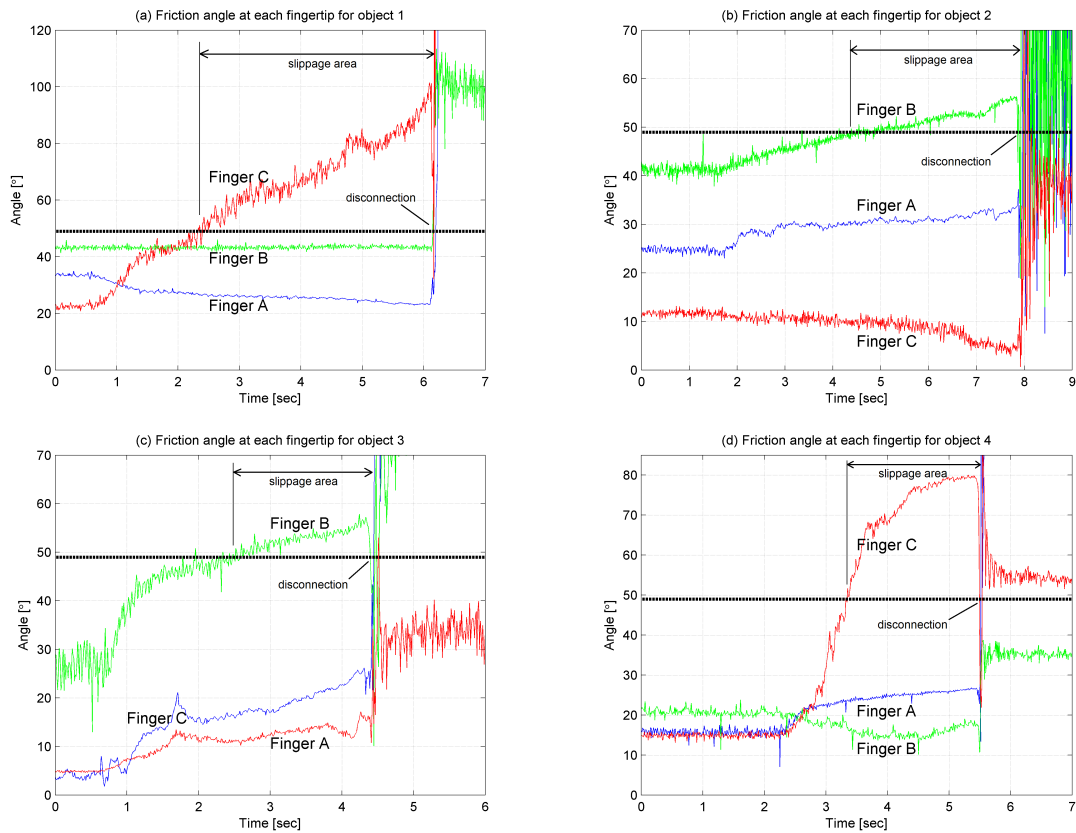 (a) Friction angle at each fingertip for object 1
120
100
80
60
40
20
0
Angle [°]
slippage area
Finger C
disconnection
Finger B
Finger A
0 1 2 3 4 5 6 7
Time [sec]
(b) Friction angle at each fingertip for object 2
70
60
50
40
30
20
10
0
Angle [°]
slippage area
Finger B
disconnection
Finger A
Finger C
0 1 2 3 4 5 6 7 8 9
Time [sec]
(c) Friction angle at each fingertip for object 3
70
60
50
40
30
20
10
0
Angle [°]
slippage area
Finger B
disconnection
Finger C
Finger A
0 1 2 3 4 5 6
Time [sec]
(d) Friction angle at each fingertip for object 4
80
70
60
50
40
30
20
10
0
Angle [°]
slippage area
Finger C
disconnection
Finger A
Finger B
0 1 2 3 4 5 6 7
Time [sec]